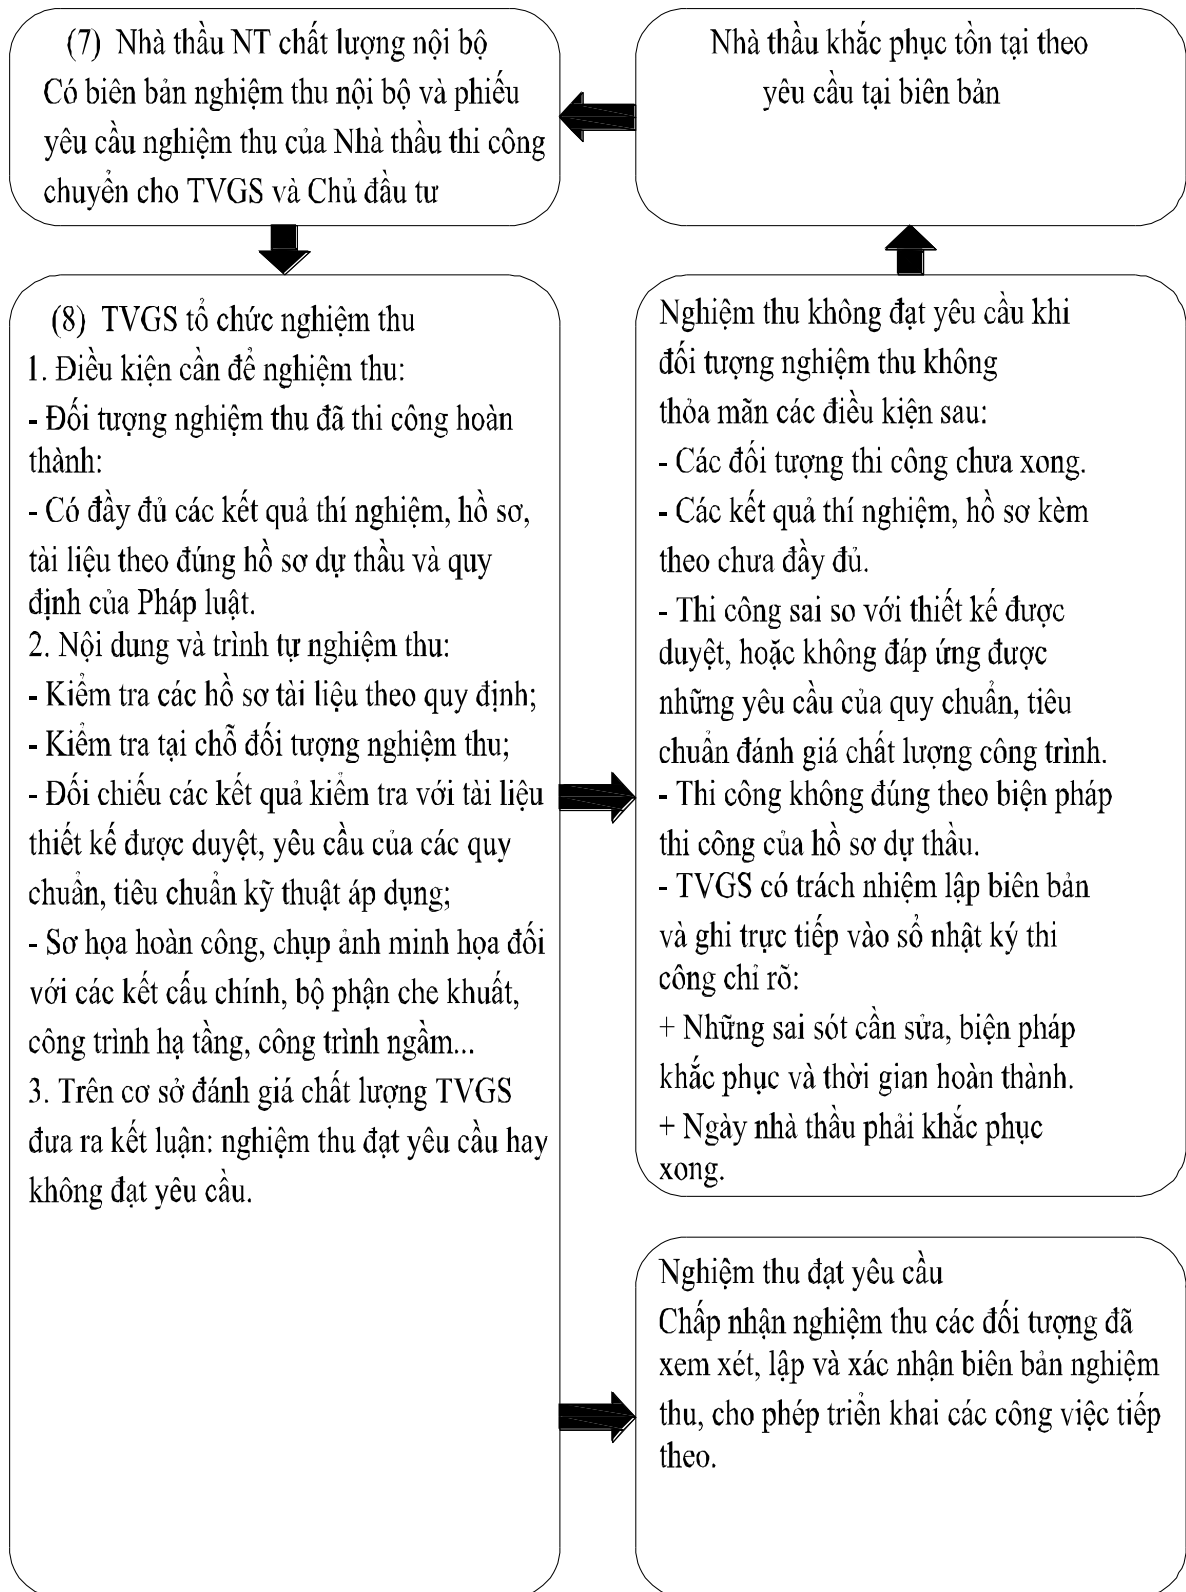 (7) Nhà thầu NT chất lượng nội bộ
Có biên bản nghiệm thu nội bộ và phiếu
yêu cầu nghiệm thu của Nhà thầu thi công
chuyển cho TVGS và Chủ đầu tư
Nhà thầu khắc phục tồn tại theo
yêu cầu tại biên bản
(8) TVGS tổ chức nghiệm thu
1. Điều kiện cần để nghiệm thu:
- Đối tượng nghiệm thu đã thi công hoàn
thành:
- Có đầy đủ các kết quả thí nghiệm, hồ sơ,
tài liệu theo đúng hồ sơ dự thầu và quy
định của Pháp luật.
2. Nội dung và trình tự nghiệm thu:
- Kiểm tra các hồ sơ tài liệu theo quy định;
- Kiểm tra tại chỗ đối tượng nghiệm thu;
- Đối chiếu các kết quả kiểm tra với tài liệu
thiết kế được duyệt, yêu cầu của các quy
chuẩn, tiêu chuẩn kỹ thuật áp dụng;
- Sơ họa hoàn công, chụp ảnh minh họa đối
với các kết cấu chính, bộ phận che khuất,
công trình hạ tầng, công trình ngầm...
3. Trên cơ sở đánh giá chất lượng TVGS
đưa ra kết luận: nghiệm thu đạt yêu cầu hay
không đạt yêu cầu.
Nghiệm thu không đạt yêu cầu khi
đối tượng nghiệm thu không
thỏa mãn các điều kiện sau:
- Các đối tượng thi công chưa xong.
- Các kết quả thí nghiệm, hồ sơ kèm
theo chưa đầy đủ.
- Thi công sai so với thiết kế được
duyệt, hoặc không đáp ứng được
những yêu cầu của quy chuẩn, tiêu
chuẩn đánh giá chất lượng công trình.
- Thi công không đúng theo biện pháp
thi công của hồ sơ dự thầu.
- TVGS có trách nhiệm lập biên bản
và ghi trực tiếp vào sổ nhật ký thi
công chỉ rõ:
+ Những sai sót cần sửa, biện pháp
khắc phục và thời gian hoàn thành.
+ Ngày nhà thầu phải khắc phục
xong.
Nghiệm thu đạt yêu cầu
Chấp nhận nghiệm thu các đối tượng đã
xem xét, lập và xác nhận biên bản nghiệm
thu, cho phép triển khai các công việc tiếp
theo.